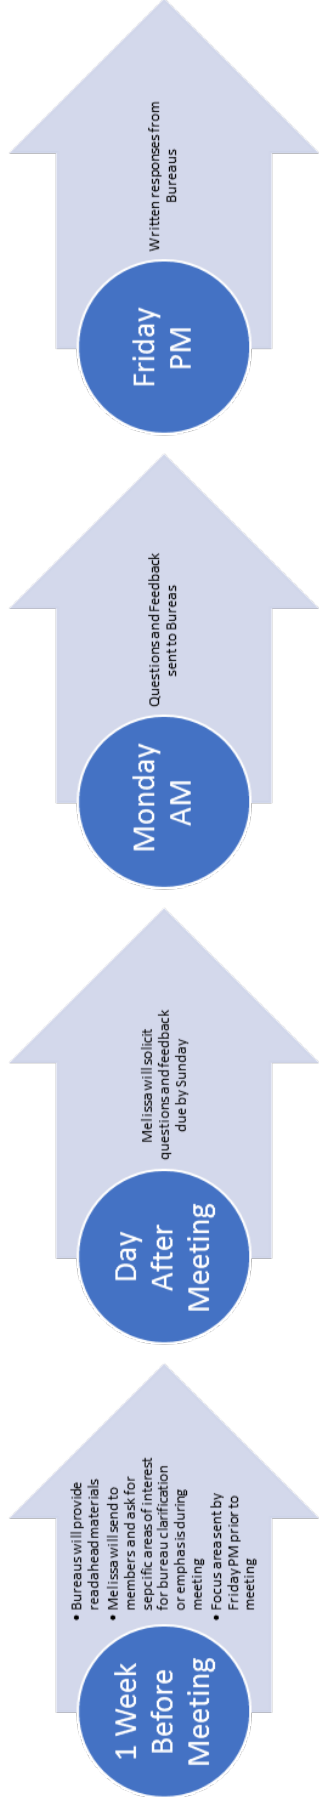 1 Week
Before
Meeting
• Bureaus will provide
readahead materials
• Melissa will send to
members and ask for
sepcific areas of interest
for bureau clarification
or emphasis during
meeting
• Focus area sent by
Friday PM prior to
meeting
Day
After
Meeting
Melissa will solicit
questions and feedback
due by Sunday
Monday
AM
Questions and Feedback
sent to Bureas
Friday
PM
Written responses from
Bureaus